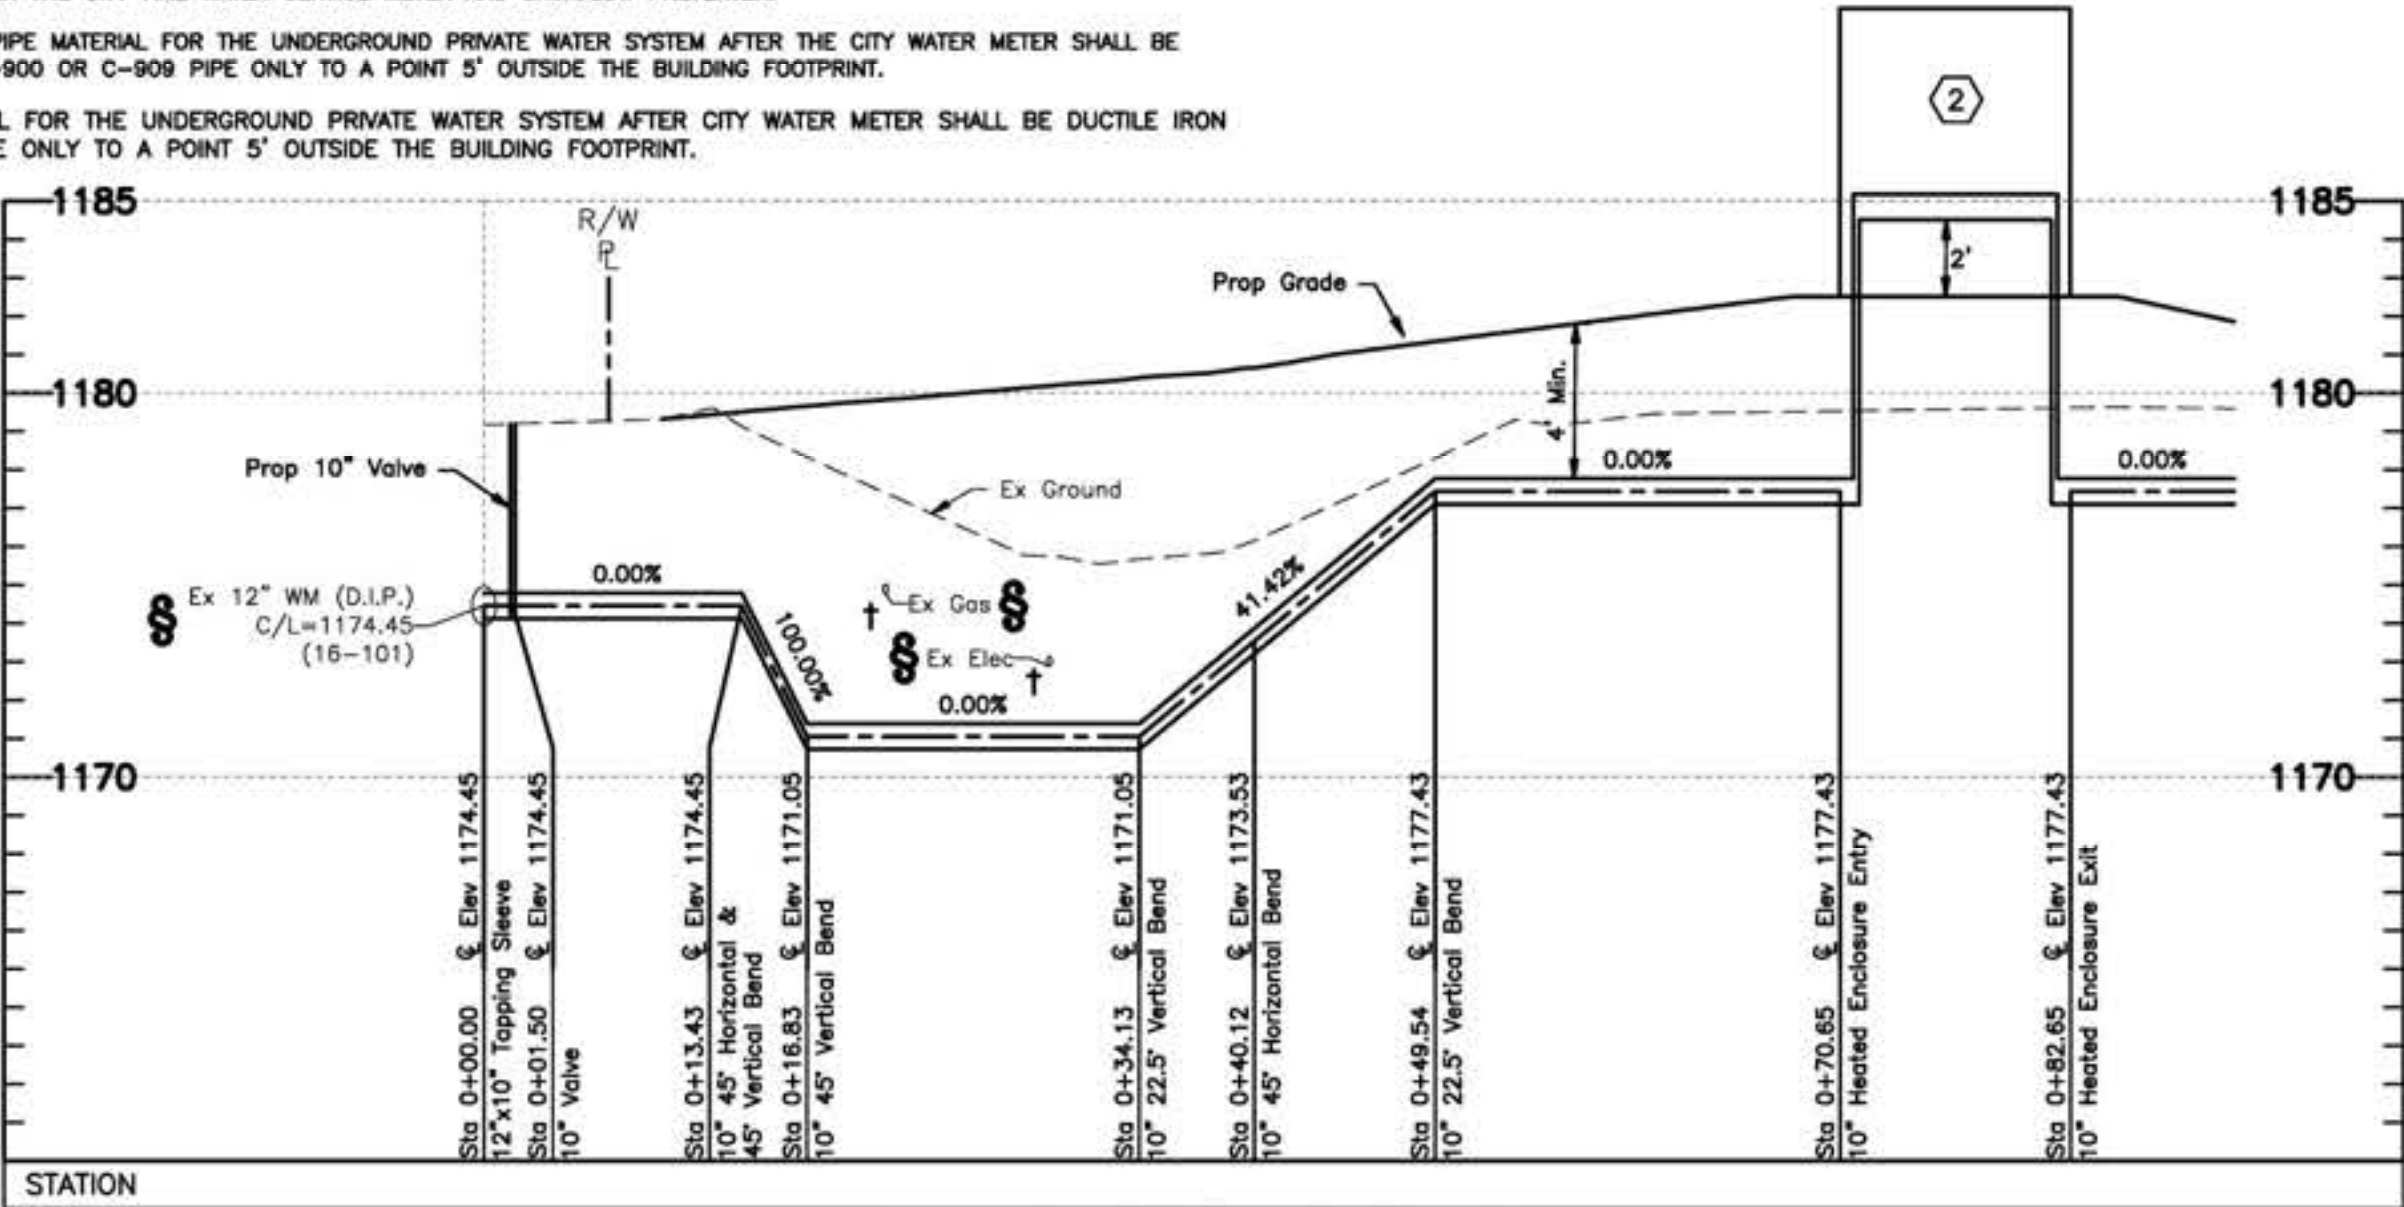 PIPE MATERIAL FOR THE UNDERGROUND PRIVATE WATER SYSTEM AFTER THE CITY WATER METER SHALL BE
-900 OR C-909 PIPE ONLY TO A POINT 5' OUTSIDE THE BUILDING FOOTPRINT.
L FOR THE UNDERGROUND PRIVATE WATER SYSTEM AFTER CITY WATER METER SHALL BE DUCTILE IRON
E ONLY TO A POINT 5' OUTSIDE THE BUILDING FOOTPRINT.
2
1185
1185
R/W
PL
2'
Prop Grade
1180
1180
4' Min.
Prop 10" Valve
0.00%
0.00%
Ex Ground
0.00%
§ Ex 12" WM (D.I.P.)
C/L=1174.45
(16-101)
† Ex Gas §
§ Ex Elec †
100.00%
0.00%
41.42%
1170
1170
Sta 0+00.00 ℄ Elev 1174.45
12"x10" Tapping Sleeve
Sta 0+01.50 ℄ Elev 1174.45
10" Valve
Sta 0+13.43 ℄ Elev 1174.45
10" 45° Horizontal &
45° Vertical Bend
Sta 0+16.83 ℄ Elev 1171.05
10" 45° Vertical Bend
Sta 0+34.13 ℄ Elev 1171.05
10" 22.5° Vertical Bend
Sta 0+40.12 ℄ Elev 1173.53
10" 45° Horizontal Bend
Sta 0+49.54 ℄ Elev 1177.43
10" 22.5° Vertical Bend
Sta 0+70.65 ℄ Elev 1177.43
10" Heated Enclosure Entry
Sta 0+82.65 ℄ Elev 1177.43
10" Heated Enclosure Exit
STATION